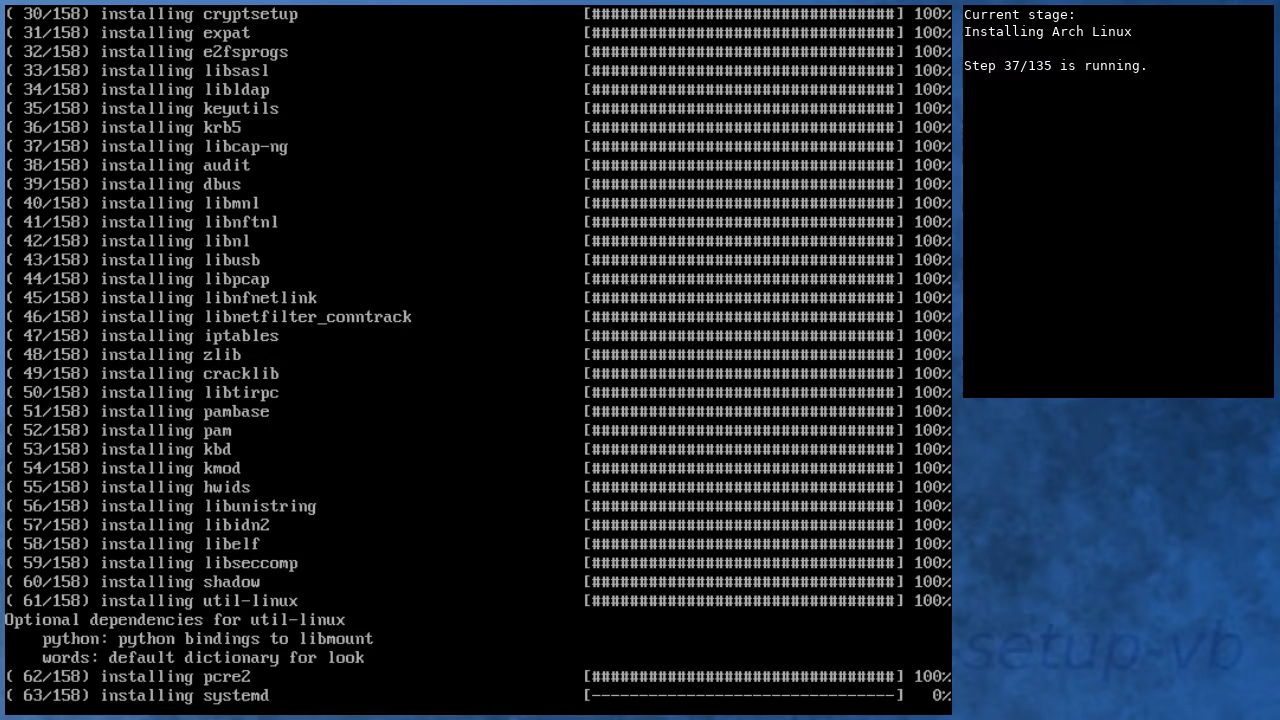 ( 30/158) installing cryptsetup [################################] 100%
( 31/158) installing expat [################################] 100%
( 32/158) installing e2fsprogs [################################] 100%
( 33/158) installing libsasl [################################] 100%
( 34/158) installing libldap [################################] 100%
( 35/158) installing keyutils [################################] 100%
( 36/158) installing krb5 [################################] 100%
( 37/158) installing libcap-ng [################################] 100%
( 38/158) installing audit [################################] 100%
( 39/158) installing dbus [################################] 100%
( 40/158) installing libmnl [################################] 100%
( 41/158) installing libnftnl [################################] 100%
( 42/158) installing libnl [################################] 100%
( 43/158) installing libusb [################################] 100%
( 44/158) installing libpcap [################################] 100%
( 45/158) installing libnfnetlink [################################] 100%
( 46/158) installing libnetfilter_conntrack [################################] 100%
( 47/158) installing iptables [################################] 100%
( 48/158) installing zlib [################################] 100%
( 49/158) installing cracklib [################################] 100%
( 50/158) installing libtirpc [################################] 100%
( 51/158) installing pambase [################################] 100%
( 52/158) installing pam [################################] 100%
( 53/158) installing kbd [################################] 100%
( 54/158) installing kmod [################################] 100%
( 55/158) installing hwids [################################] 100%
( 56/158) installing libunistring [################################] 100%
( 57/158) installing libidn2 [################################] 100%
( 58/158) installing libelf [################################] 100%
( 59/158) installing libseccomp [################################] 100%
( 60/158) installing shadow [################################] 100%
( 61/158) installing util-linux [################################] 100%
Optional dependencies for util-linux
python: python bindings to libmount
words: default dictionary for look
( 62/158) installing pcre2 [################################] 100%
( 63/158) installing systemd [--------------------------------] 0%
Current stage:
Installing Arch Linux
Step 37/135 is running.
setup-vb